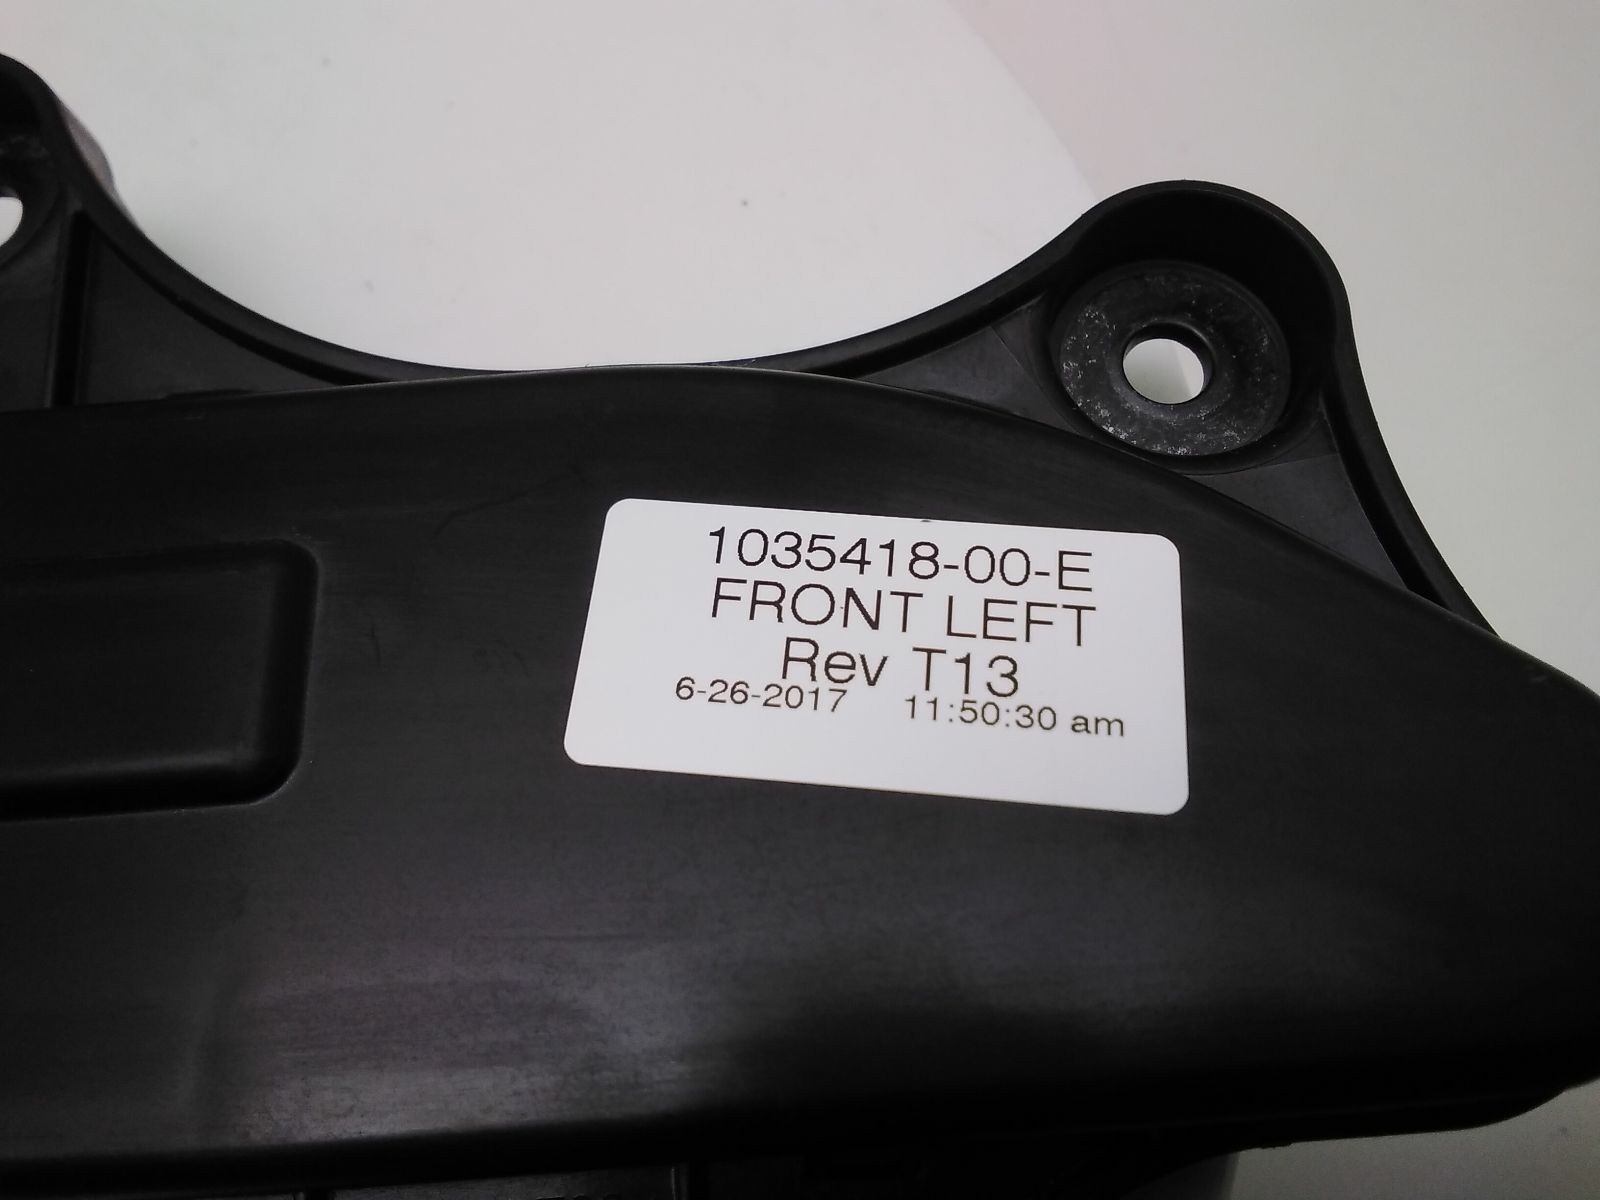 1035418-00-E
FRONT LEFT
Rev T13
6-26-2017 11:50:30 am